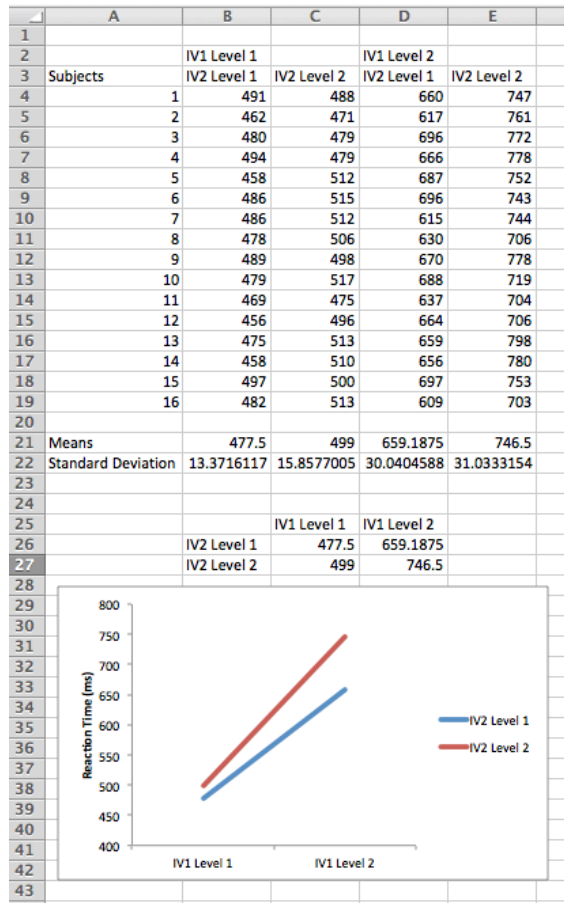 A B C D E
1
2 IV1 Level 1 IV1 Level 2
3 Subjects IV2 Level 1 IV2 Level 2 IV2 Level 1 IV2 Level 2
4 1 491 488 660 747
5 2 462 471 617 761
6 3 480 479 696 772
7 4 494 479 666 778
8 5 458 512 687 752
9 6 486 515 696 743
10 7 486 512 615 744
11 8 478 506 630 706
12 9 489 498 670 778
13 10 479 517 688 719
14 11 469 475 637 704
15 12 456 496 664 706
16 13 475 513 659 798
17 14 458 510 656 780
18 15 497 500 697 753
19 16 482 513 609 703
20
21 Means 477.5 499 659.1875 746.5
22 Standard Deviation 13.3716117 15.8577005 30.0404588 31.0333154
23
24
25 IV1 Level 1 IV1 Level 2
26 IV2 Level 1 477.5 659.1875
27 IV2 Level 2 499 746.5
28
29
30
31
32
33
34
35
36
37
38
39
40
41
42
43
Reaction Time (ms)
800
750
700
650
600
550
500
450
400
IV1 Level 1 IV1 Level 2
IV2 Level 1
IV2 Level 2